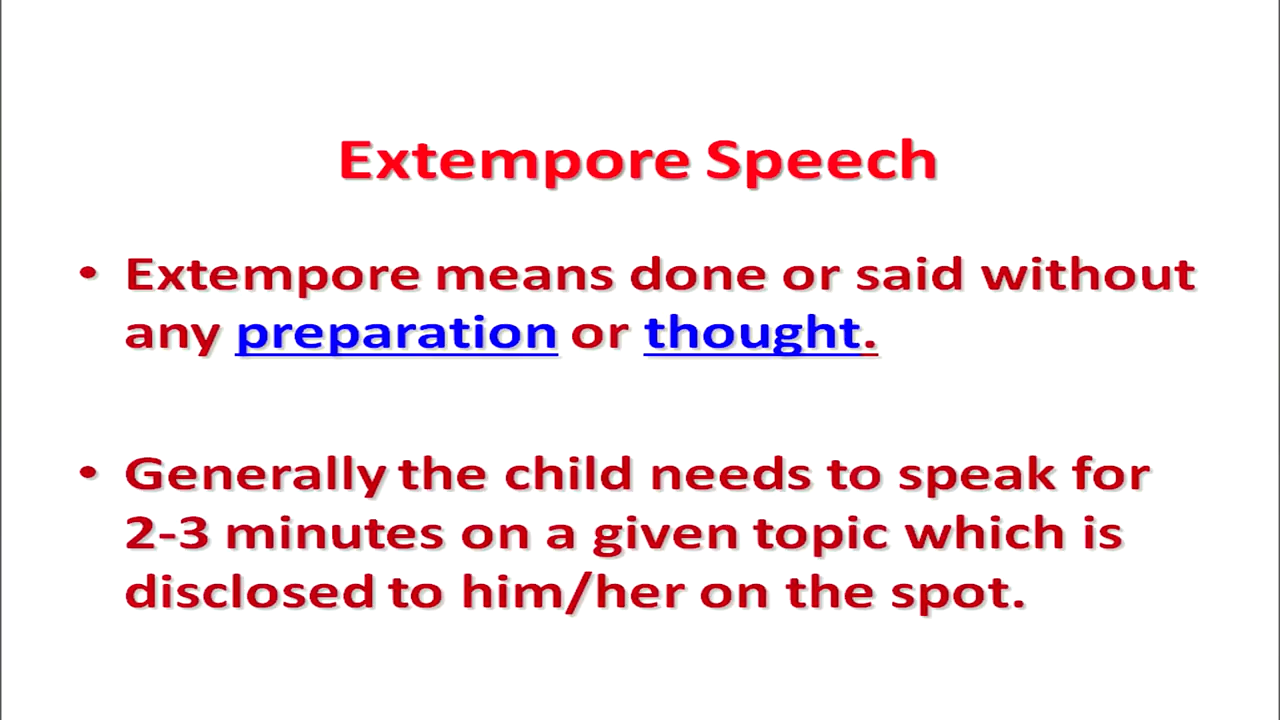 Extempore Speech
• Extempore means done or said without
any preparation or thought.
• Generally the child needs to speak for
2-3 minutes on a given topic which is
disclosed to him/her on the spot.